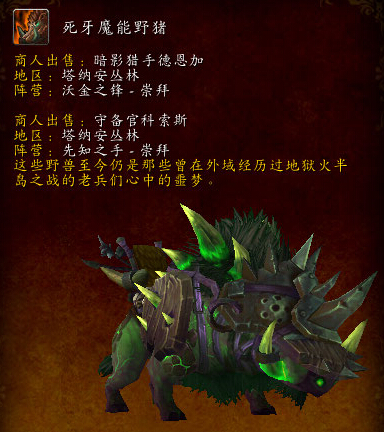 死牙魔能野猪
商人出售：暗影猎手德恩加
地区：塔纳安丛林
阵营：沃金之锋 - 崇拜
商人出售：守备官科索斯
地区：塔纳安丛林
阵营：先知之手 - 崇拜
这些野兽至今仍是那些曾在外域经历过地狱火半
岛之战的老兵们心中的噩梦。